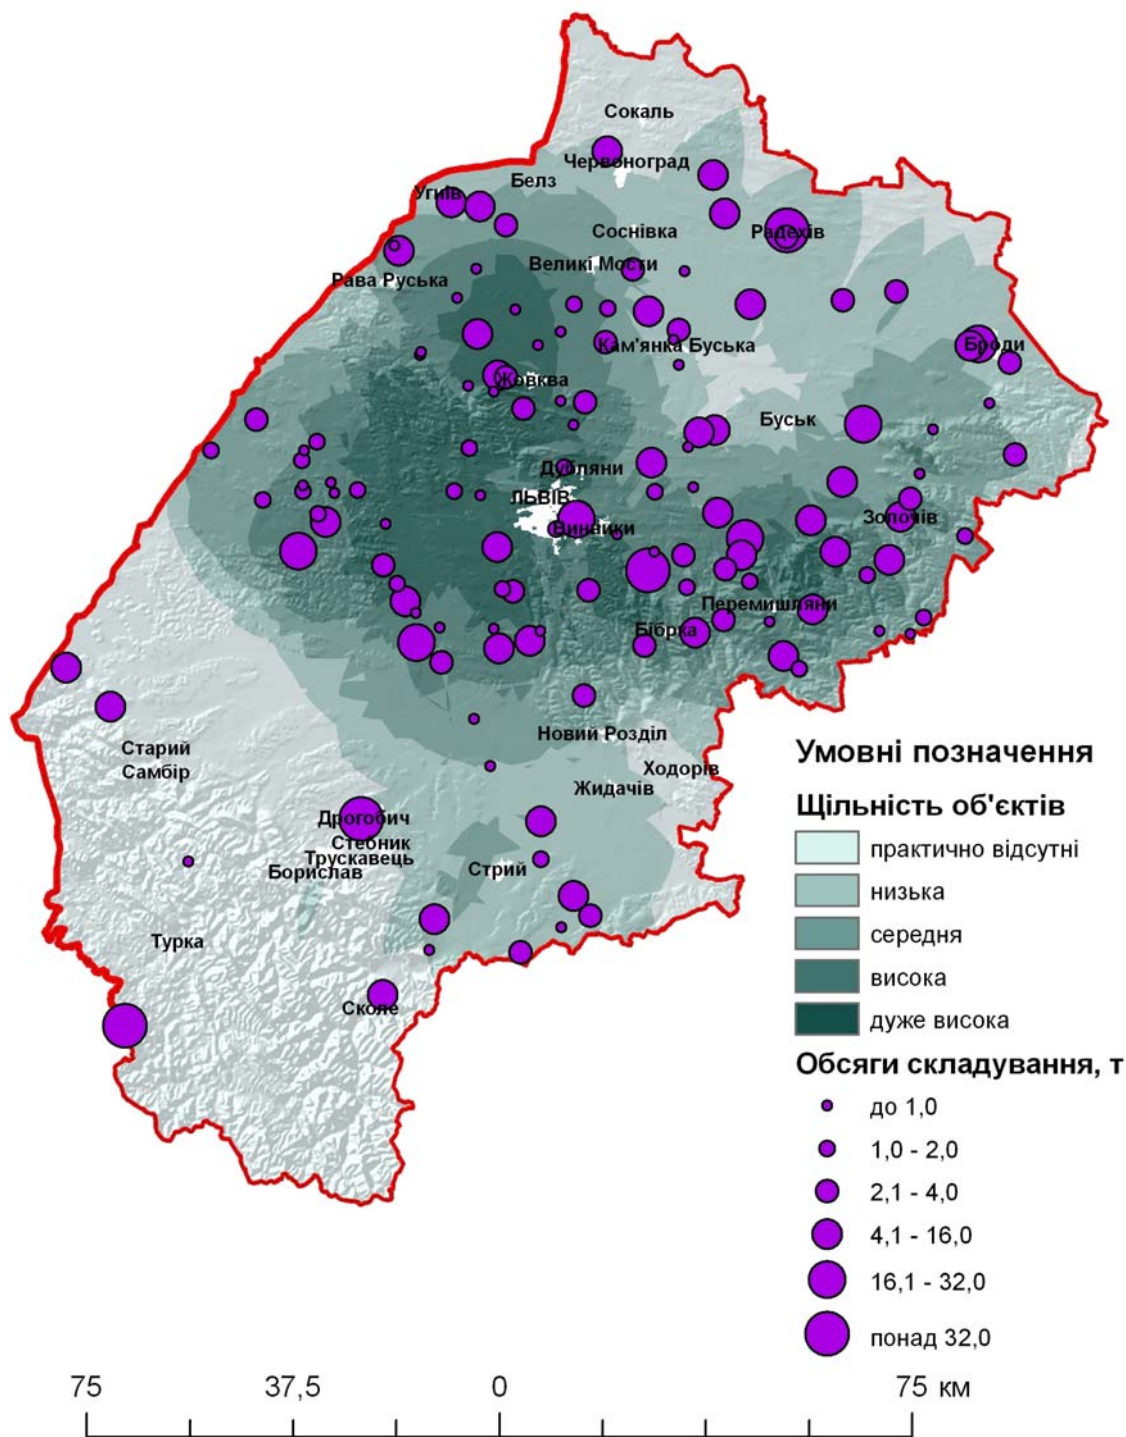 Сокаль
Червоноград
Белз
Угнів
Соснівка
Радехів
Великі Мости
Рава Руська
Кам'янка Буська
Броди
Жовква
Буськ
Дубляни
ЛЬВІВ
Винники
Золочів
Перемишляни
Бібрка
Новий Розділ
Старий
Самбір
Ходорів
Жидачів
Дрогобич
Стебник
Трускавець
Борислав
Стрий
Турка
Сколе
Умовні позначення
Щільність об'єктів
практично відсутні
низька
середня
висока
дуже висока
Обсяги складування, т
до 1,0
1,0 - 2,0
2,1 - 4,0
4,1 - 16,0
16,1 - 32,0
понад 32,0
75 37,5 0 75 км